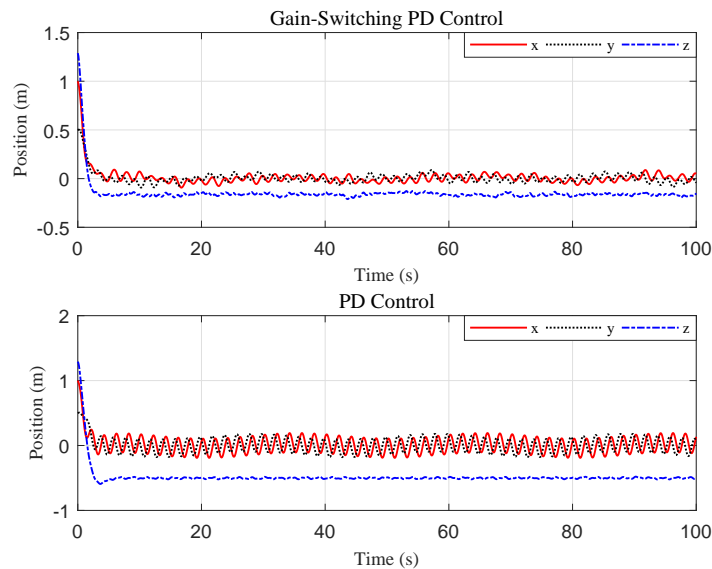 Gain-Switching PD Control
x y z
Position (m)
1.5
1
0.5
0
-0.5
0 20 40 60 80 100
Time (s)
PD Control
x y z
Position (m)
2
1
0
-1
0 20 40 60 80 100
Time (s)